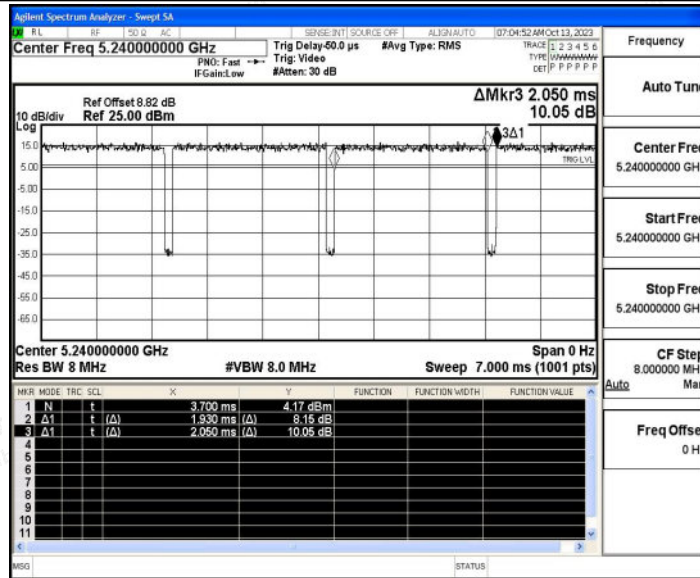 Agilent Spectrum Analyzer - Swept SA
RL RF 50 Ω AC SENSE:INT SOURCE OFF ALIGNAUTO 07:04:52 AM Oct 13, 2023
Center Freq 5.240000000 GHz
PNO: Fast
IFGain:Low
Trig Delay-50.0 µs
Trig: Video
#Atten: 30 dB
#Avg Type: RMS
TRACE 1 2 3 4 5 6
TYPE WWWWWW
DET P P P P P P
Frequency
Auto Tune
Center Freq
5.240000000 GH
Start Freq
5.240000000 GH
Stop Freq
5.240000000 GH
CF Step
8.000000 MH
Auto Man
Freq Offse
0 H
ΔMkr3 2.050 ms
10.05 dB
Ref Offset 8.82 dB
10 dB/div Ref 25.00 dBm
Log
15.0
5.00
-5.00
-15.0
-25.0
-35.0
-45.0
-55.0
-65.0
3Δ1
TRIG LVL
Center 5.240000000 GHz Span 0 Hz
Res BW 8 MHz #VBW 8.0 MHz Sweep 7.000 ms (1001 pts)
MKR MODE TRC SCL X Y FUNCTION FUNCTION WIDTH FUNCTION VALUE
1 N t 3.700 ms 4.17 dBm
2 Δ1 t (Δ) 1.930 ms (Δ) 8.15 dB
3 Δ1 t (Δ) 2.050 ms (Δ) 10.05 dB
4
5
6
7
8
9
10
11
MSG STATUS